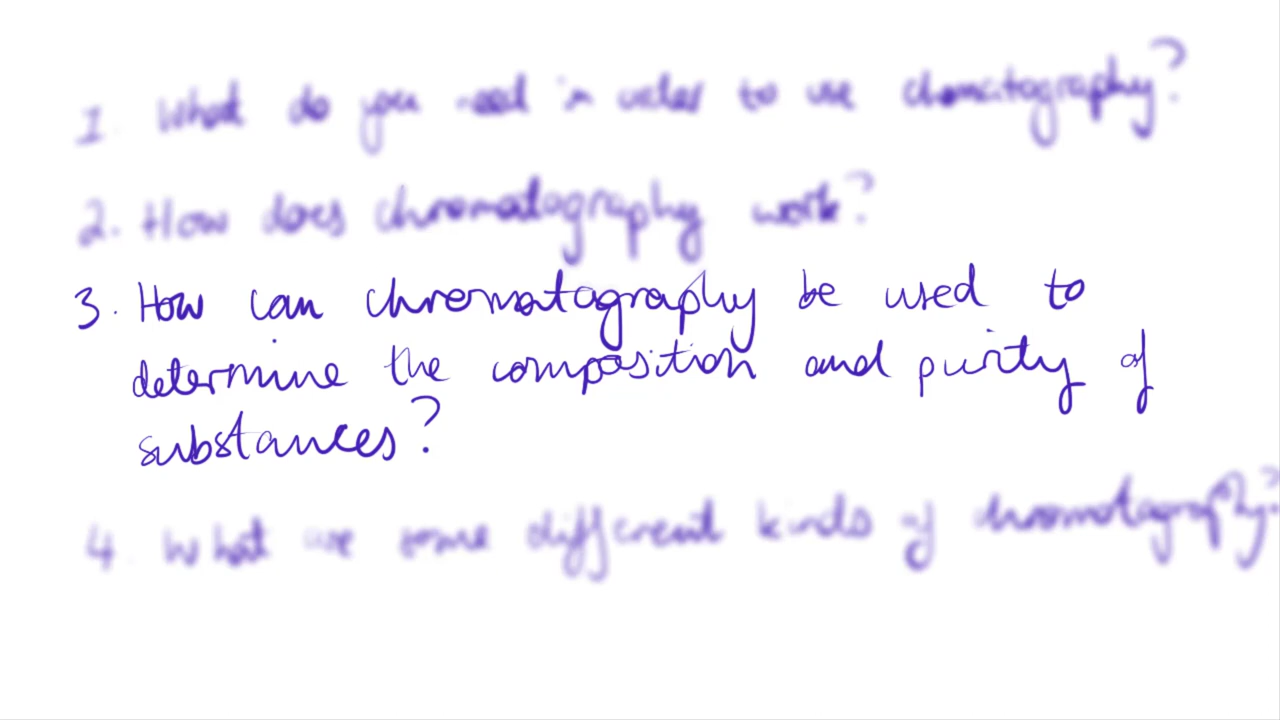 1. What do you need in order to use chromatography?
2. How does chromatography work?
3. How can chromatography be used to
determine the composition and purity of
substances?
4. What are some different kinds of chromatography?